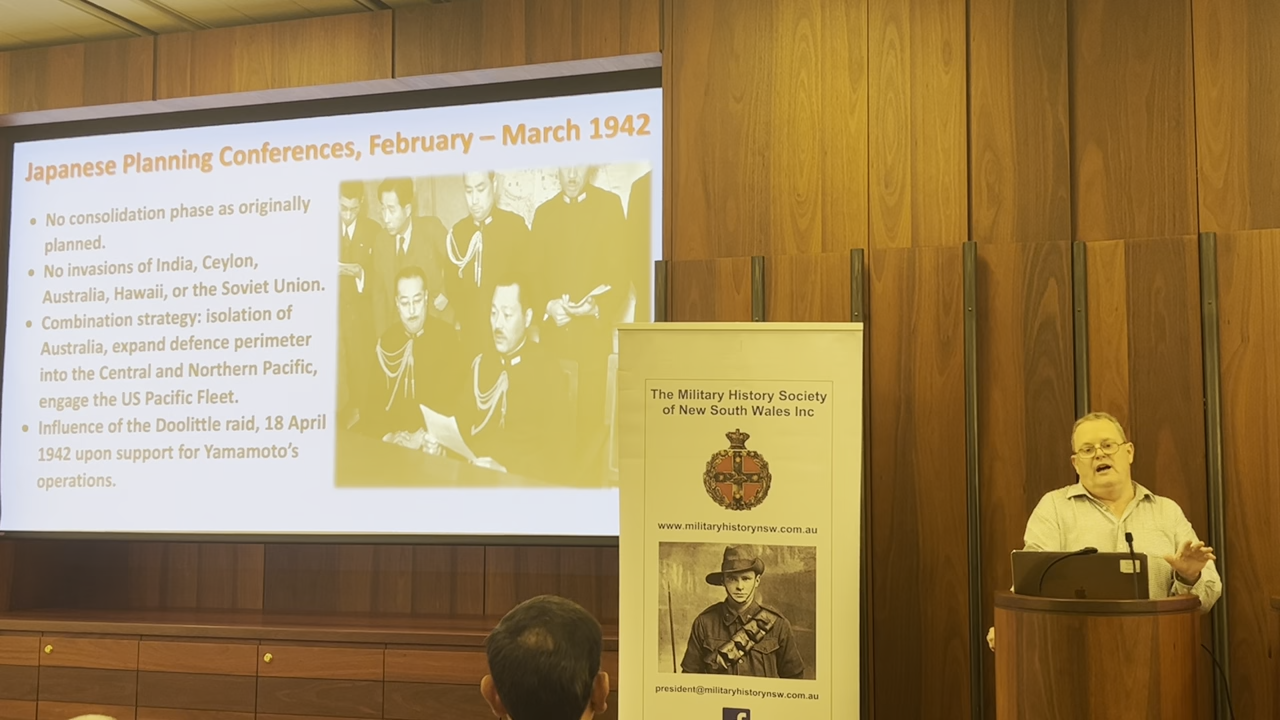 Japanese Planning Conferences, February – March 1942
• No consolidation phase as originally
planned.
• No invasions of India, Ceylon,
Australia, Hawaii, or the Soviet Union.
• Combination strategy: isolation of
Australia, expand defence perimeter
into the Central and Northern Pacific,
engage the US Pacific Fleet.
• Influence of the Doolittle raid, 18 April
1942 upon support for Yamamoto's
operations.
The Military History Society
of New South Wales Inc
www.militaryhistorynsw.com.au
president@militaryhistorynsw.com.au